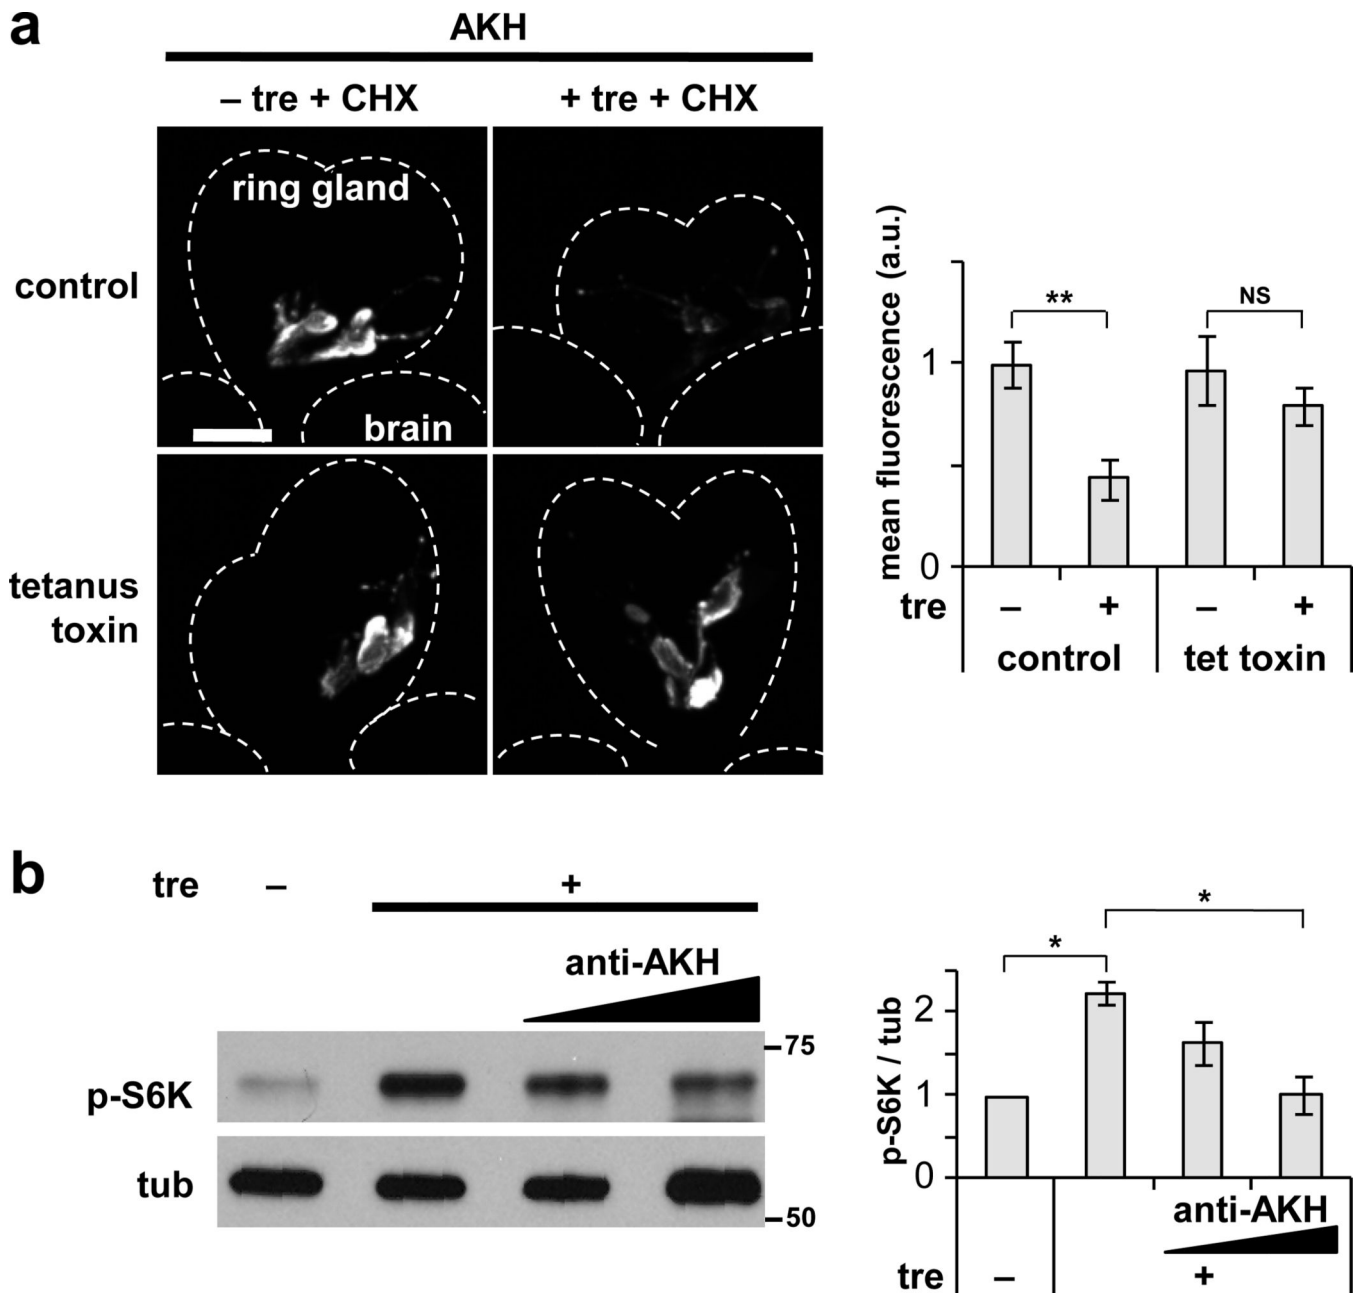 a
AKH
– tre + CHX
+ tre + CHX
ring gland
control
brain
tetanus
toxin
mean fluorescence (a.u.)
1
0
**
NS
tre – + – +
control tet toxin
b
tre – +
anti-AKH
75
p-S6K
tub
50
p-S6K / tub
2
1
0
*
*
anti-AKH
tre – +